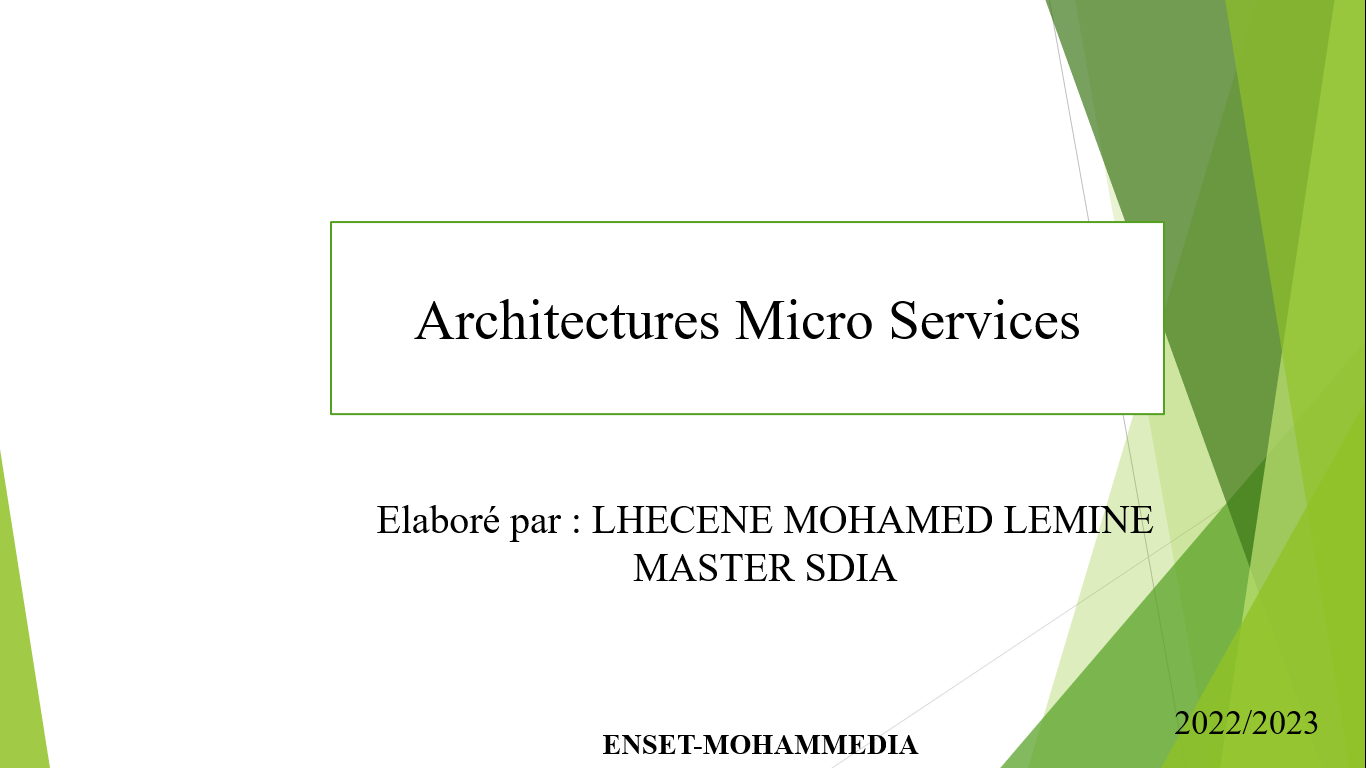 Architectures Micro Services
Elaboré par : LHECENE MOHAMED LEMINE
MASTER SDIA
2022/2023
ENSET-MOHAMMEDIA